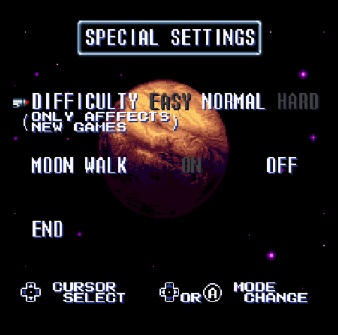 SPECIAL SETTINGS
DIFFICULTY EASY NORMAL HARD
(ONLY AFFFECTS
NEW GAMES )
MOON WALK ON OFF
END
CURSOR SELECT
OR A MODE CHANGE